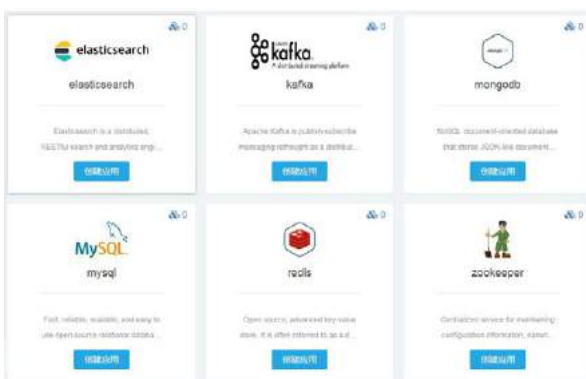 0
elasticsearch
elasticsearch
Elasticsearch is a distributed,
RESTful search and analytics engi...
创建应用
0
kafka.
A distributed streaming platform
kafka
Apache Kafka is publish-subscribe
messaging rethought as a distribut...
创建应用
0
mongodb
NoSQL document-oriented database
that stores JSON-like document...
创建应用
0
MySQL
mysql
Fast, reliable, scalable, and easy to
use open-source relational databa...
创建应用
0
redis
Open source, advanced key-value
store. It is often referred to as a d...
创建应用
0
zookeeper
Centralized service for maintaining
configuration information, namin...
创建应用